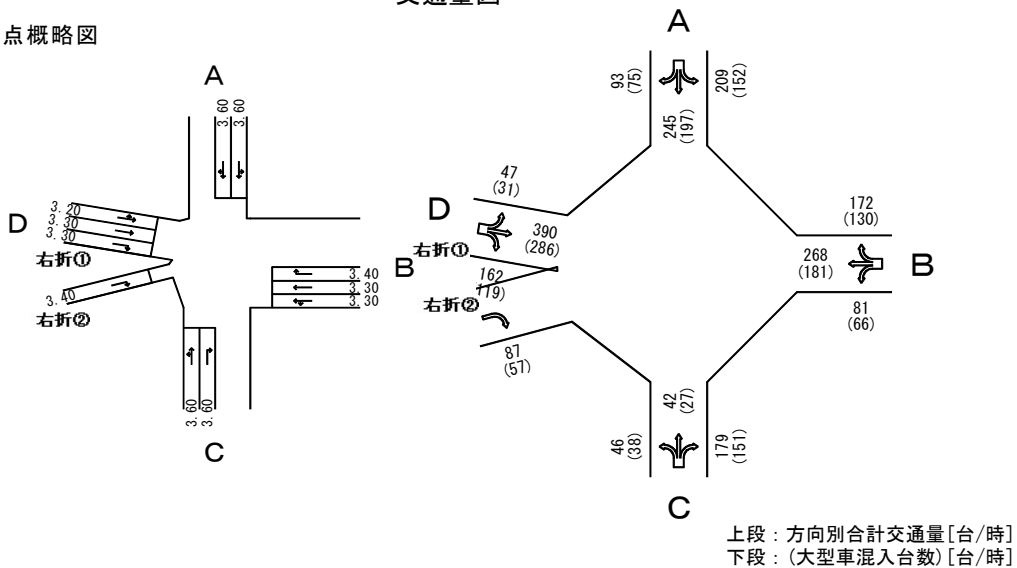 交通量図
点概略図
A
3.60
3.60
D
3.20
3.30
3.30
右折①
3.40
右折②
B
3.40
3.30
3.30
3.60
3.60
C
A
93
(75)
209
(152)
245
(197)
47
(31)
D
390
(286)
右折①
162
119)
右折②
87
(57)
172
(130)
268
(181)
B
81
(66)
42
(27)
46
(38)
179
(151)
C
上段：方向別合計交通量[台/時]
下段：(大型車混入台数)[台/時]